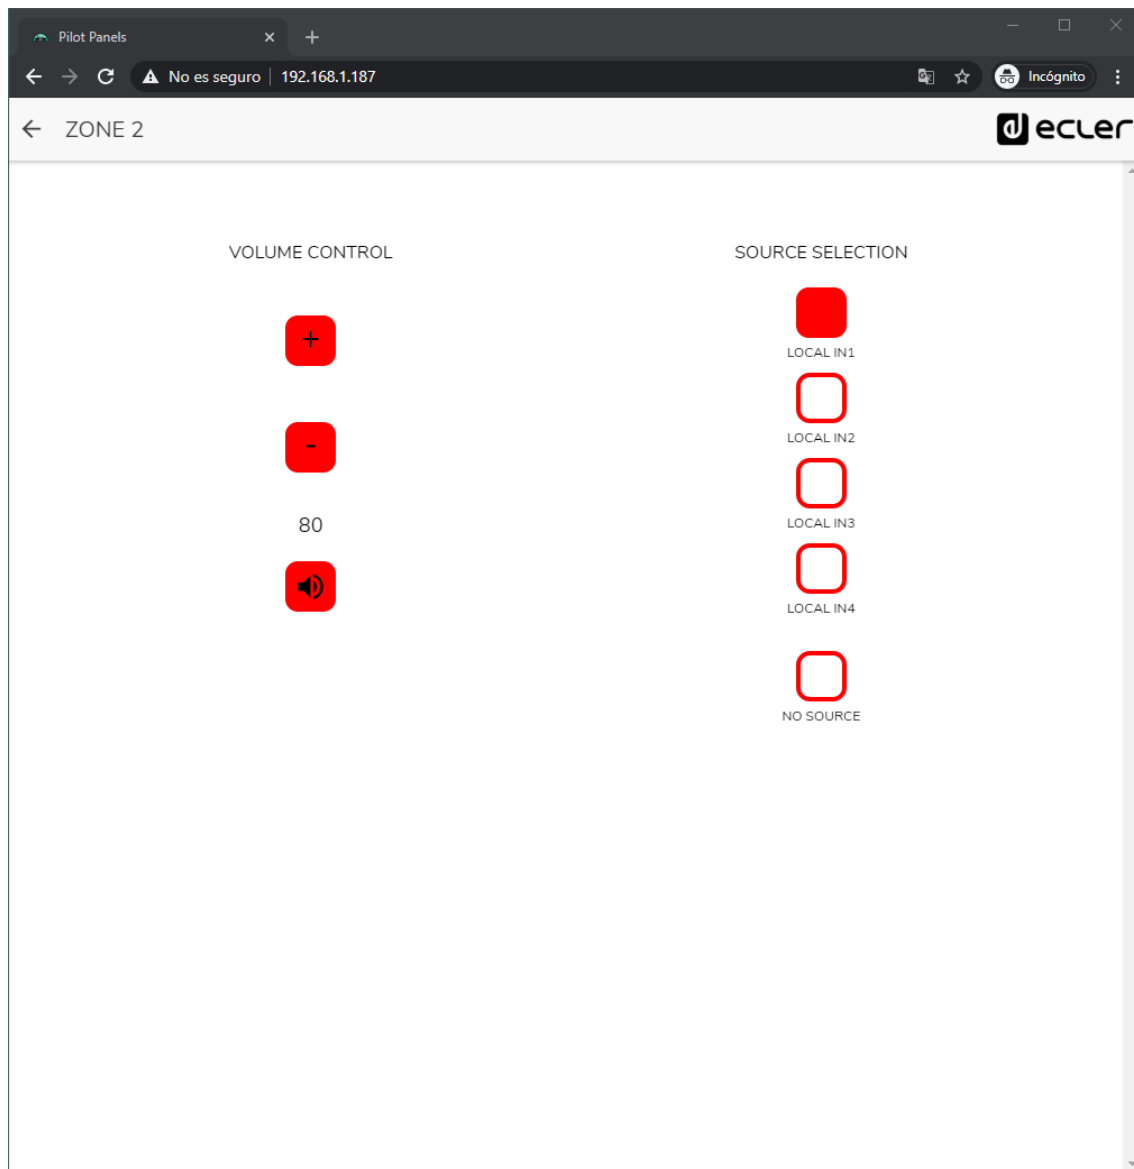 Pilot Panels
No es seguro | 192.168.1.187
Incógnito
ZONE 2
ecler
VOLUME CONTROL
+
-
80
SOURCE SELECTION
LOCAL IN1
LOCAL IN2
LOCAL IN3
LOCAL IN4
NO SOURCE